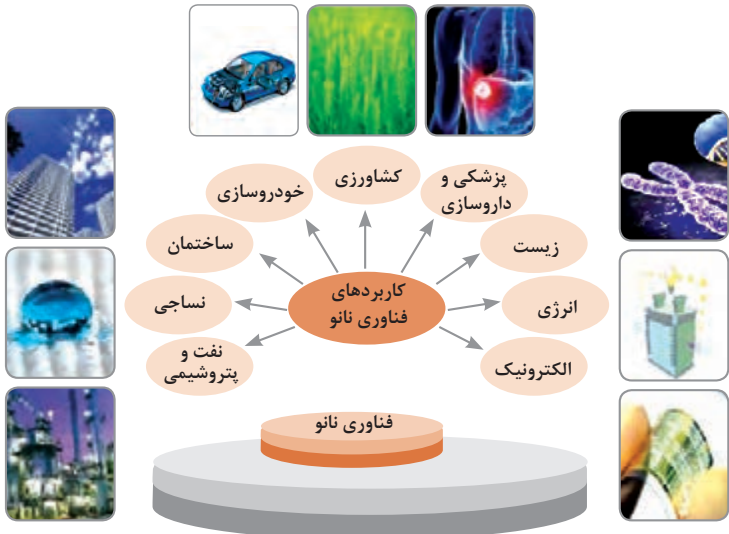 کشاورزی
پزشکی و
داروسازی
خودروسازی
زیست
ساختمان
کاربردهای
فناوری نانو
انرژی
نساجی
الکترونیک
نفت و
پتروشیمی
فناوری نانو